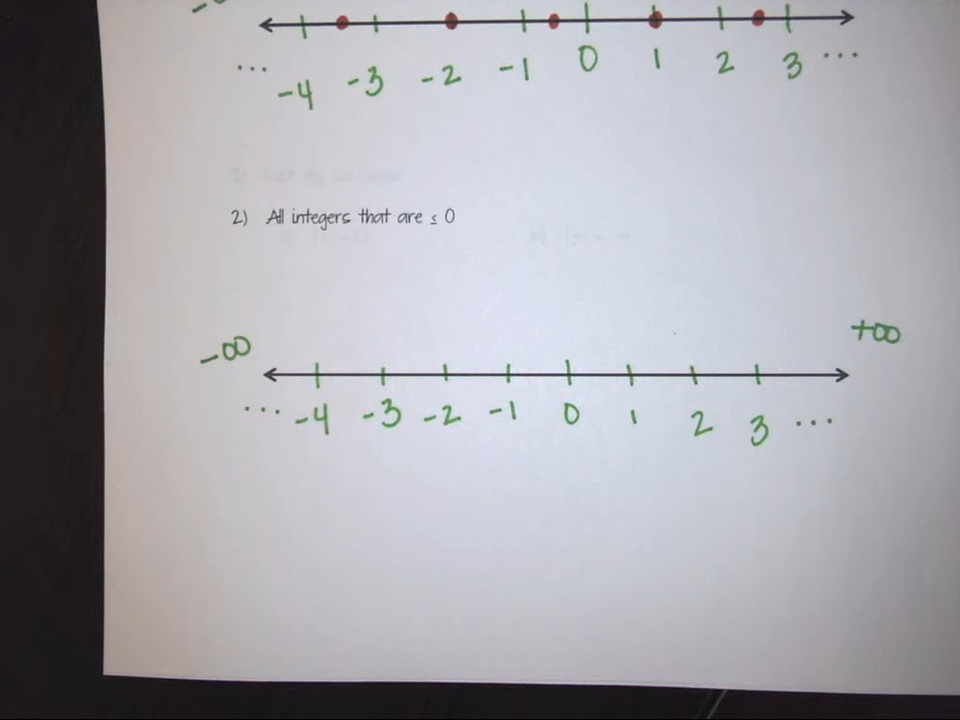 ... -4 -3 -2 -1 0 1 2 3 ...
2) All integers that are ≤ 0
-∞ +∞
... -4 -3 -2 -1 0 1 2 3 ...